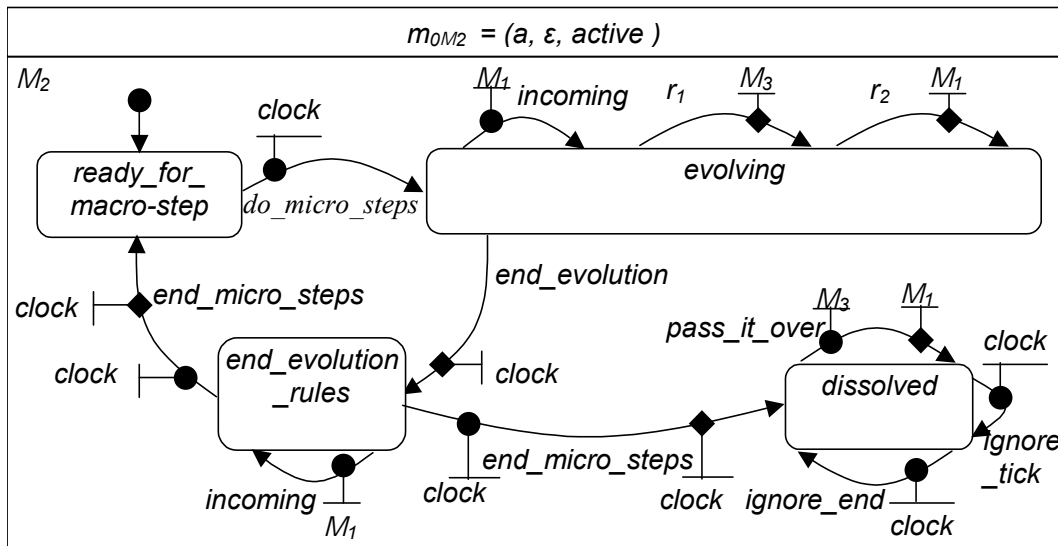 m₀M₂ = (a, ε, active )
M₂
clock
M₁
incoming
r₁
M₃
r₂
M₁
ready_for_
macro-step
do_micro_steps
evolving
end_evolution
clock
end_micro_steps
clock
end_evolution
_rules
clock
pass_it_over
M₃
M₁
clock
dissolved
ignore
_tick
incoming
M₁
clock
end_micro_steps
clock
ignore_end
clock